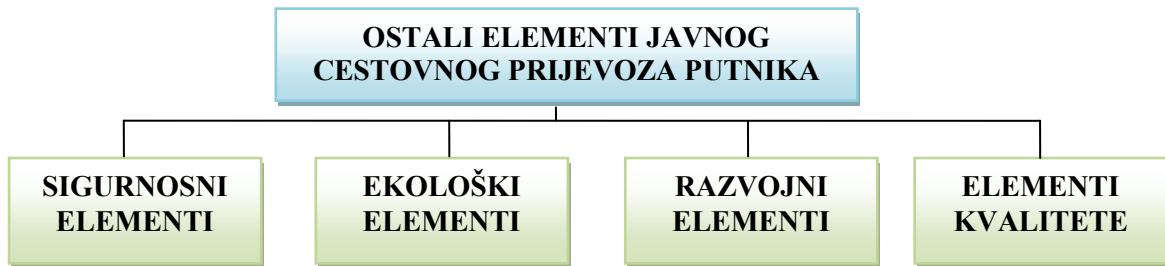 OSTALI ELEMENTI JAVNOG
CESTOVNOG PRIJEVOZA PUTNIKA
SIGURNOSNI
ELEMENTI
EKOLOŠKI
ELEMENTI
RAZVOJNI
ELEMENTI
ELEMENTI
KVALITETE